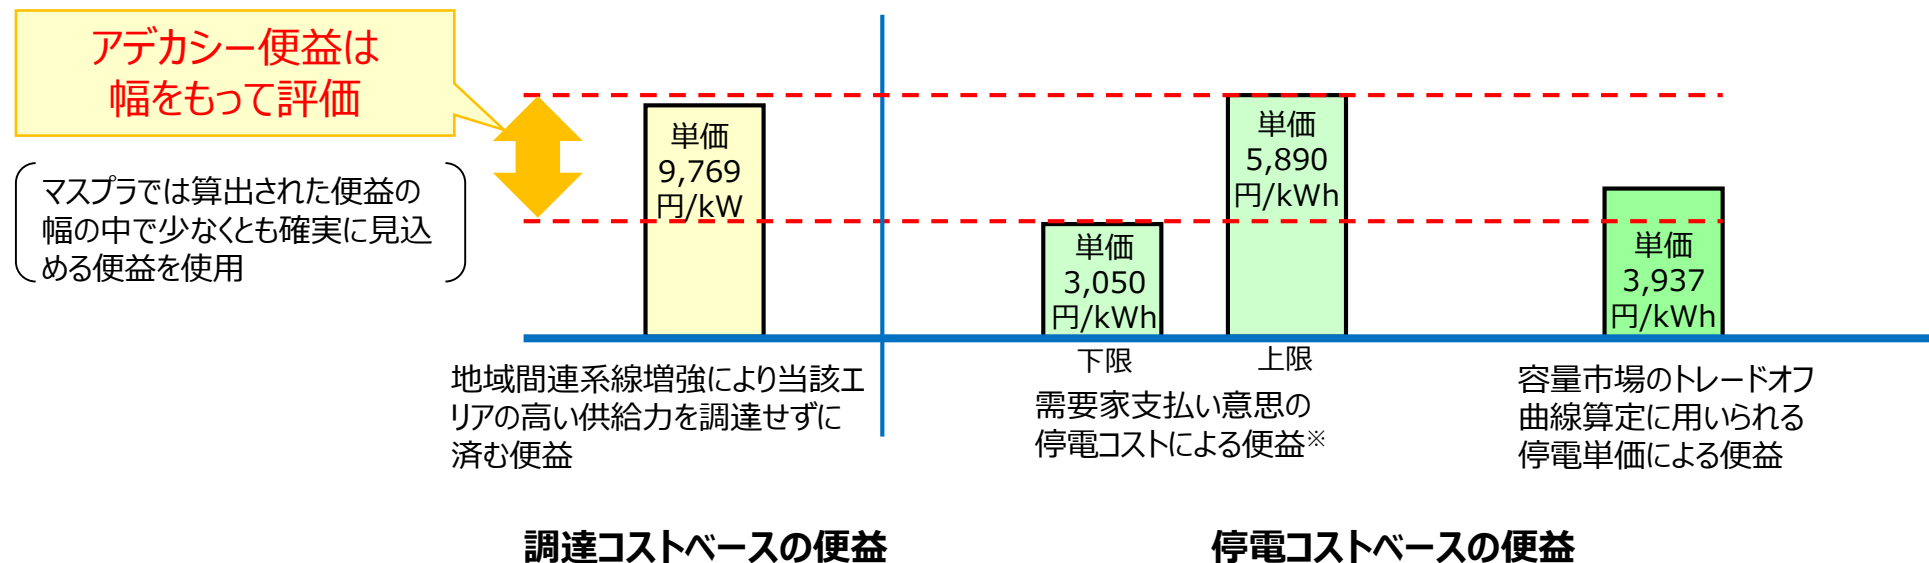 アデカシー便益は
幅をもって評価
マスプラでは算出された便益の
幅の中で少なくとも確実に見込
める便益を使用
単価
9,769
円/kW
単価
3,050
円/kWh
単価
5,890
円/kWh
単価
3,937
円/kWh
下限
上限
地域間連系線増強により当該エ
リアの高い供給力を調達せずに
済む便益
需要家支払い意思の
停電コストによる便益※
容量市場のトレードオフ
曲線算定に用いられる
停電単価による便益
調達コストベースの便益
停電コストベースの便益